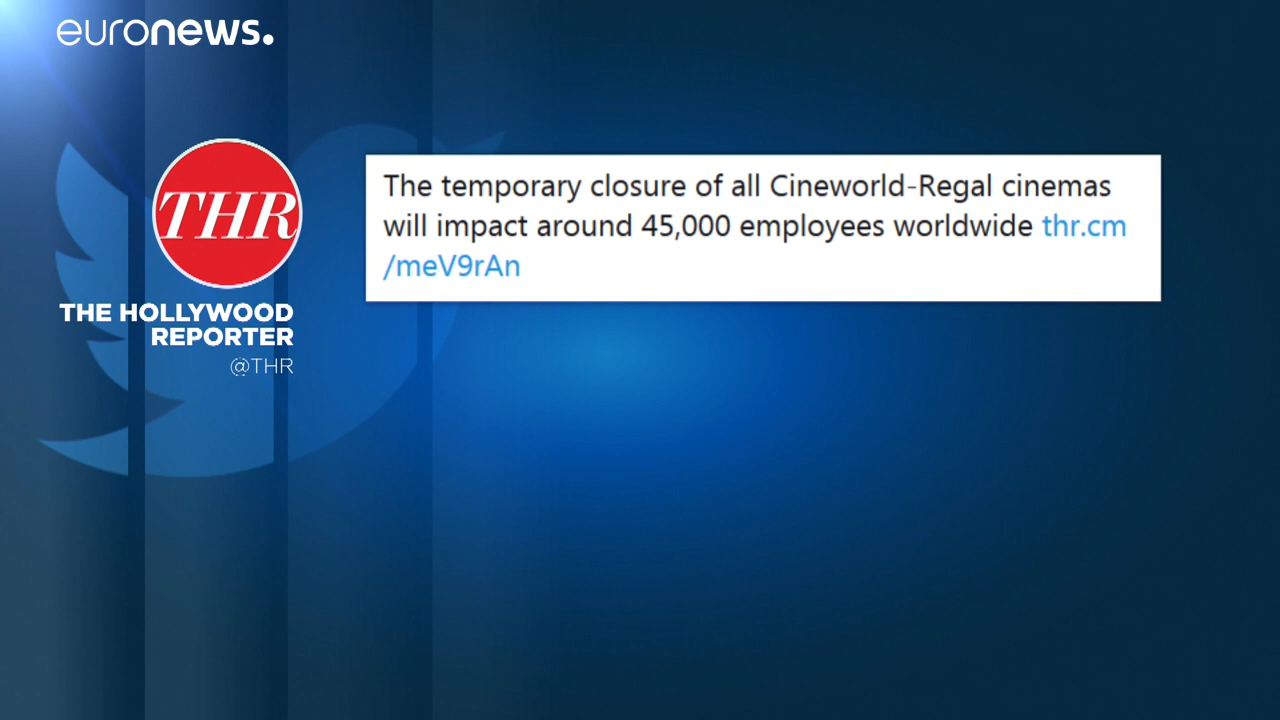 euronews.
THR
THE HOLLYWOOD
REPORTER
@THR
The temporary closure of all Cineworld-Regal cinemas
will impact around 45,000 employees worldwide thr.cm
/meV9rAn